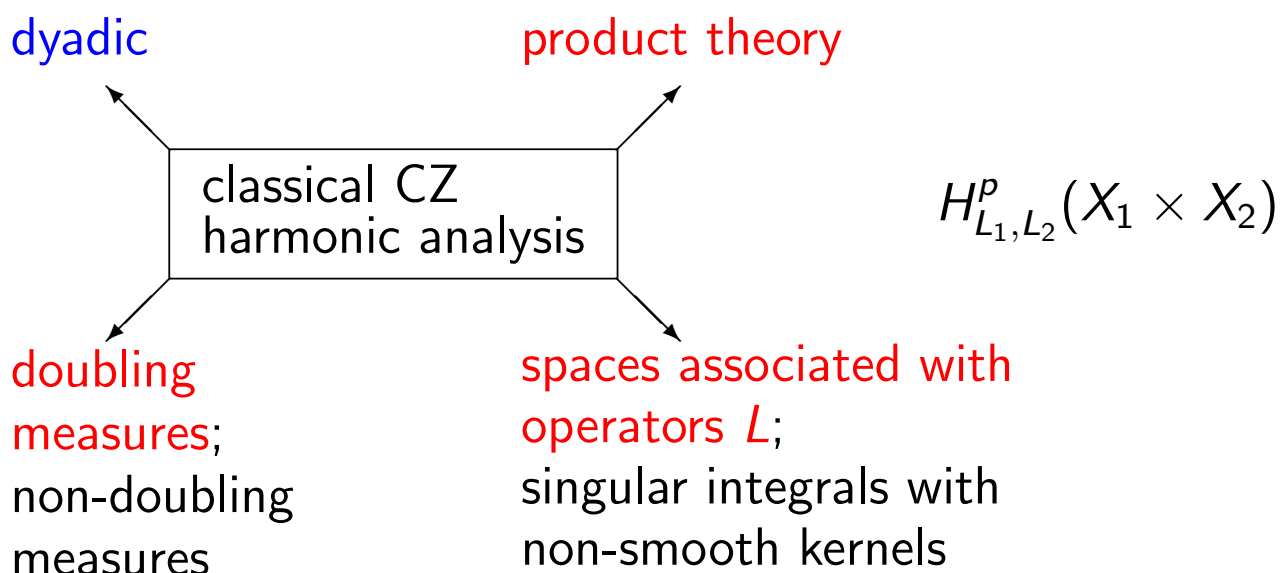 dyadic
product theory
classical CZ
harmonic analysis
H^p_{L_1,L_2}(X_1 × X_2)
doubling
measures;
non-doubling
measures
spaces associated with
operators L;
singular integrals with
non-smooth kernels